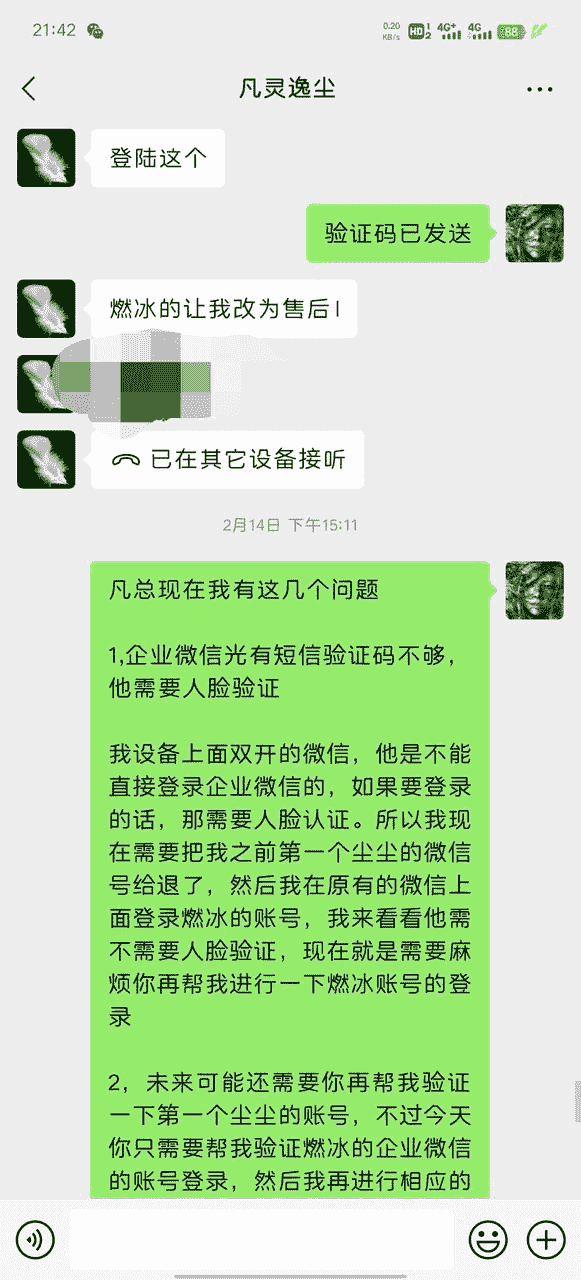 21:42
0.20
KB/s
HD 1
2
4G+
4G
88
凡灵逸尘
登陆这个
验证码已发送
燃冰的让我改为售后!
已在其它设备接听
2月14日 下午15:11
凡总现在我有这几个问题
1,企业微信光有短信验证码不够，
他需要人脸验证
我设备上面双开的微信，他是不能
直接登录企业微信的，如果要登录
的话，那需要人脸认证。所以我现
在需要把我之前第一个尘尘的微信
号给退了，然后我在原有的微信上
面登录燃冰的账号，我来看看他需
不需要人脸验证，现在就是需要麻
烦你再帮我进行一下燃冰账号的登
录
2，未来可能还需要你再帮我验证
一下第一个尘尘的账号，不过今天
你只需要帮我验证燃冰的企业微信
的账号登录，然后我再进行相应的